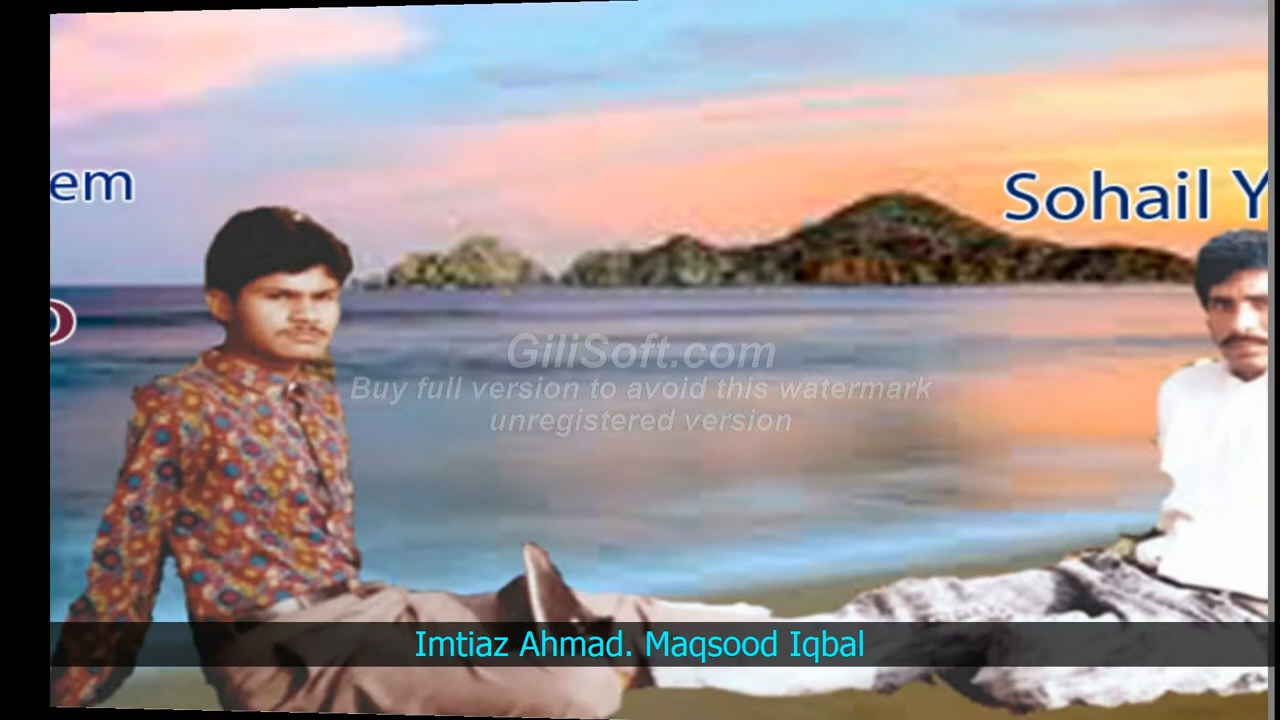 em
Sohail Y
GiliSoft.com
Buy full version to avoid this watermark
unregistered version
Imtiaz Ahmad. Maqsood Iqbal